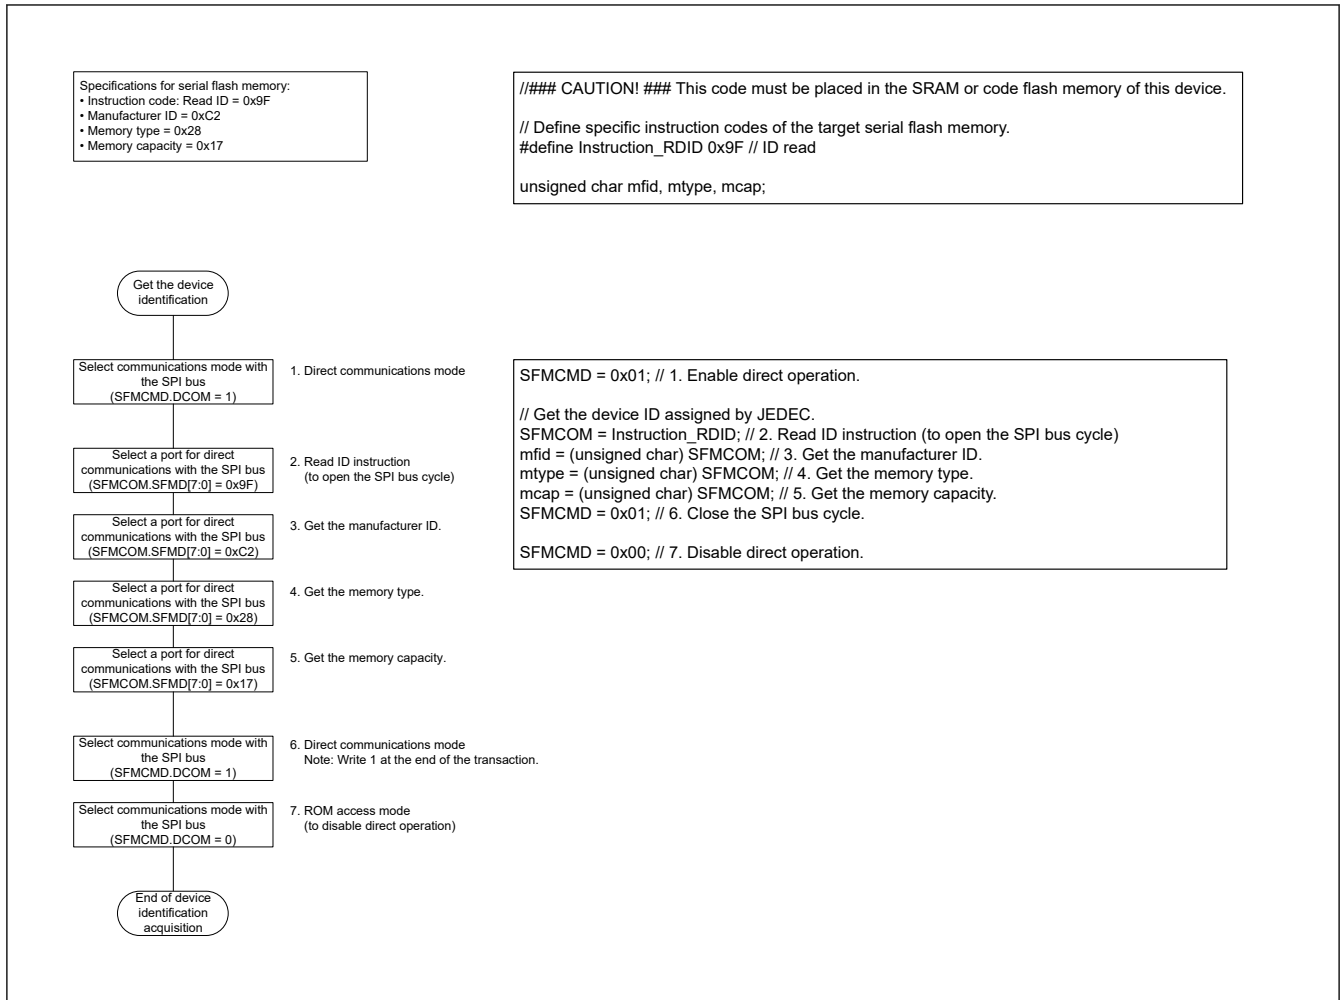 Specifications for serial flash memory:
• Instruction code: Read ID = 0x9F
• Manufacturer ID = 0xC2
• Memory type = 0x28
• Memory capacity = 0x17
//### CAUTION! ### This code must be placed in the SRAM or code flash memory of this device.
// Define specific instruction codes of the target serial flash memory.
#define Instruction_RDID 0x9F // ID read
unsigned char mfid, mtype, mcap;
Get the device
identification
Select communications mode with
the SPI bus
(SFMCMD.DCOM = 1)
1. Direct communications mode
Select a port for direct
communications with the SPI bus
(SFMCOM.SFMD[7:0] = 0x9F)
2. Read ID instruction
(to open the SPI bus cycle)
Select a port for direct
communications with the SPI bus
(SFMCOM.SFMD[7:0] = 0xC2)
3. Get the manufacturer ID.
Select a port for direct
communications with the SPI bus
(SFMCOM.SFMD[7:0] = 0x28)
4. Get the memory type.
Select a port for direct
communications with the SPI bus
(SFMCOM.SFMD[7:0] = 0x17)
5. Get the memory capacity.
Select communications mode with
the SPI bus
(SFMCMD.DCOM = 1)
6. Direct communications mode
Note: Write 1 at the end of the transaction.
Select communications mode with
the SPI bus
(SFMCMD.DCOM = 0)
7. ROM access mode
(to disable direct operation)
End of device
identification
acquisition
SFMCMD = 0x01; // 1. Enable direct operation.
// Get the device ID assigned by JEDEC.
SFMCOM = Instruction_RDID; // 2. Read ID instruction (to open the SPI bus cycle)
mfid = (unsigned char) SFMCOM; // 3. Get the manufacturer ID.
mtype = (unsigned char) SFMCOM; // 4. Get the memory type.
mcap = (unsigned char) SFMCOM; // 5. Get the memory capacity.
SFMCMD = 0x01; // 6. Close the SPI bus cycle.
SFMCMD = 0x00; // 7. Disable direct operation.